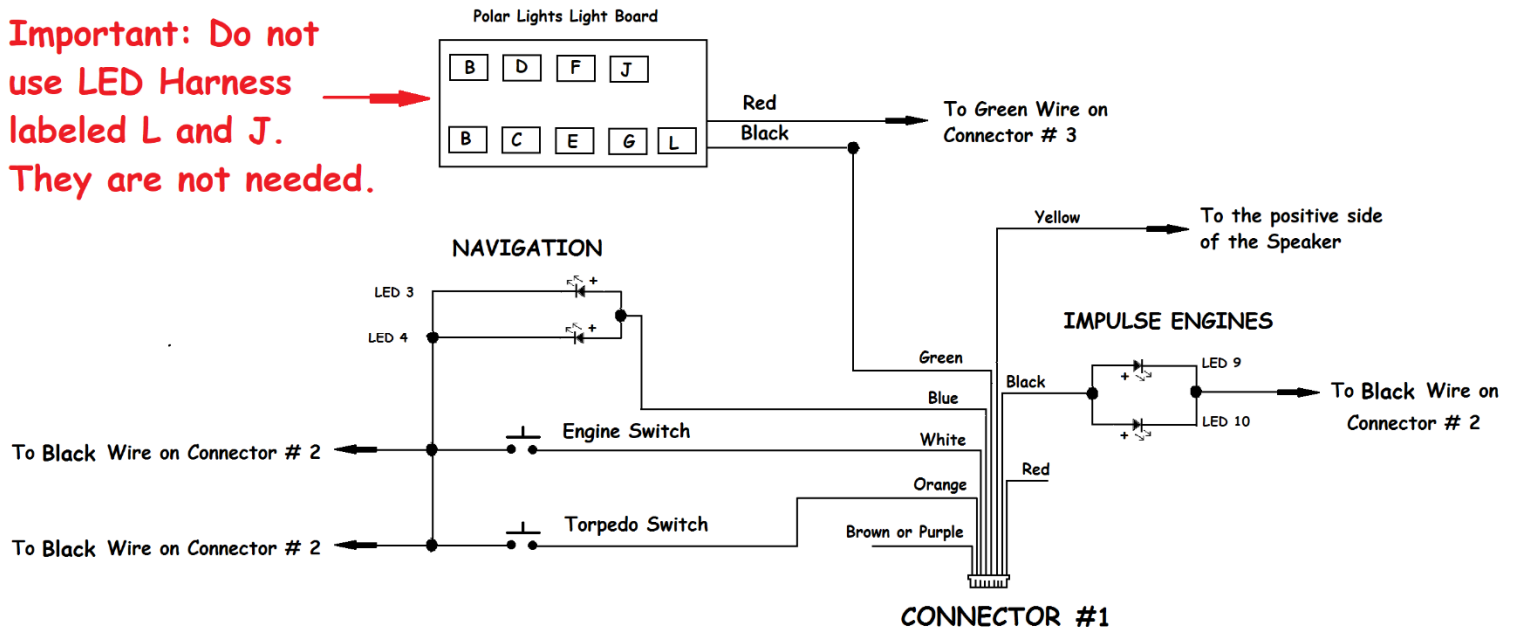 Polar Lights Light Board
Important: Do not
use LED Harness
labeled L and J.
They are not needed.
B D F J
B C E G L
Red
Black
To Green Wire on
Connector # 3
Yellow
To the positive side
of the Speaker
NAVIGATION
LED 3
+
LED 4
+
IMPULSE ENGINES
Green
Blue
White
Orange
Brown or Purple
Black
Red
LED 9
+
LED 10
+
To Black Wire on
Connector # 2
Engine Switch
To Black Wire on Connector # 2
Torpedo Switch
To Black Wire on Connector # 2
CONNECTOR #1